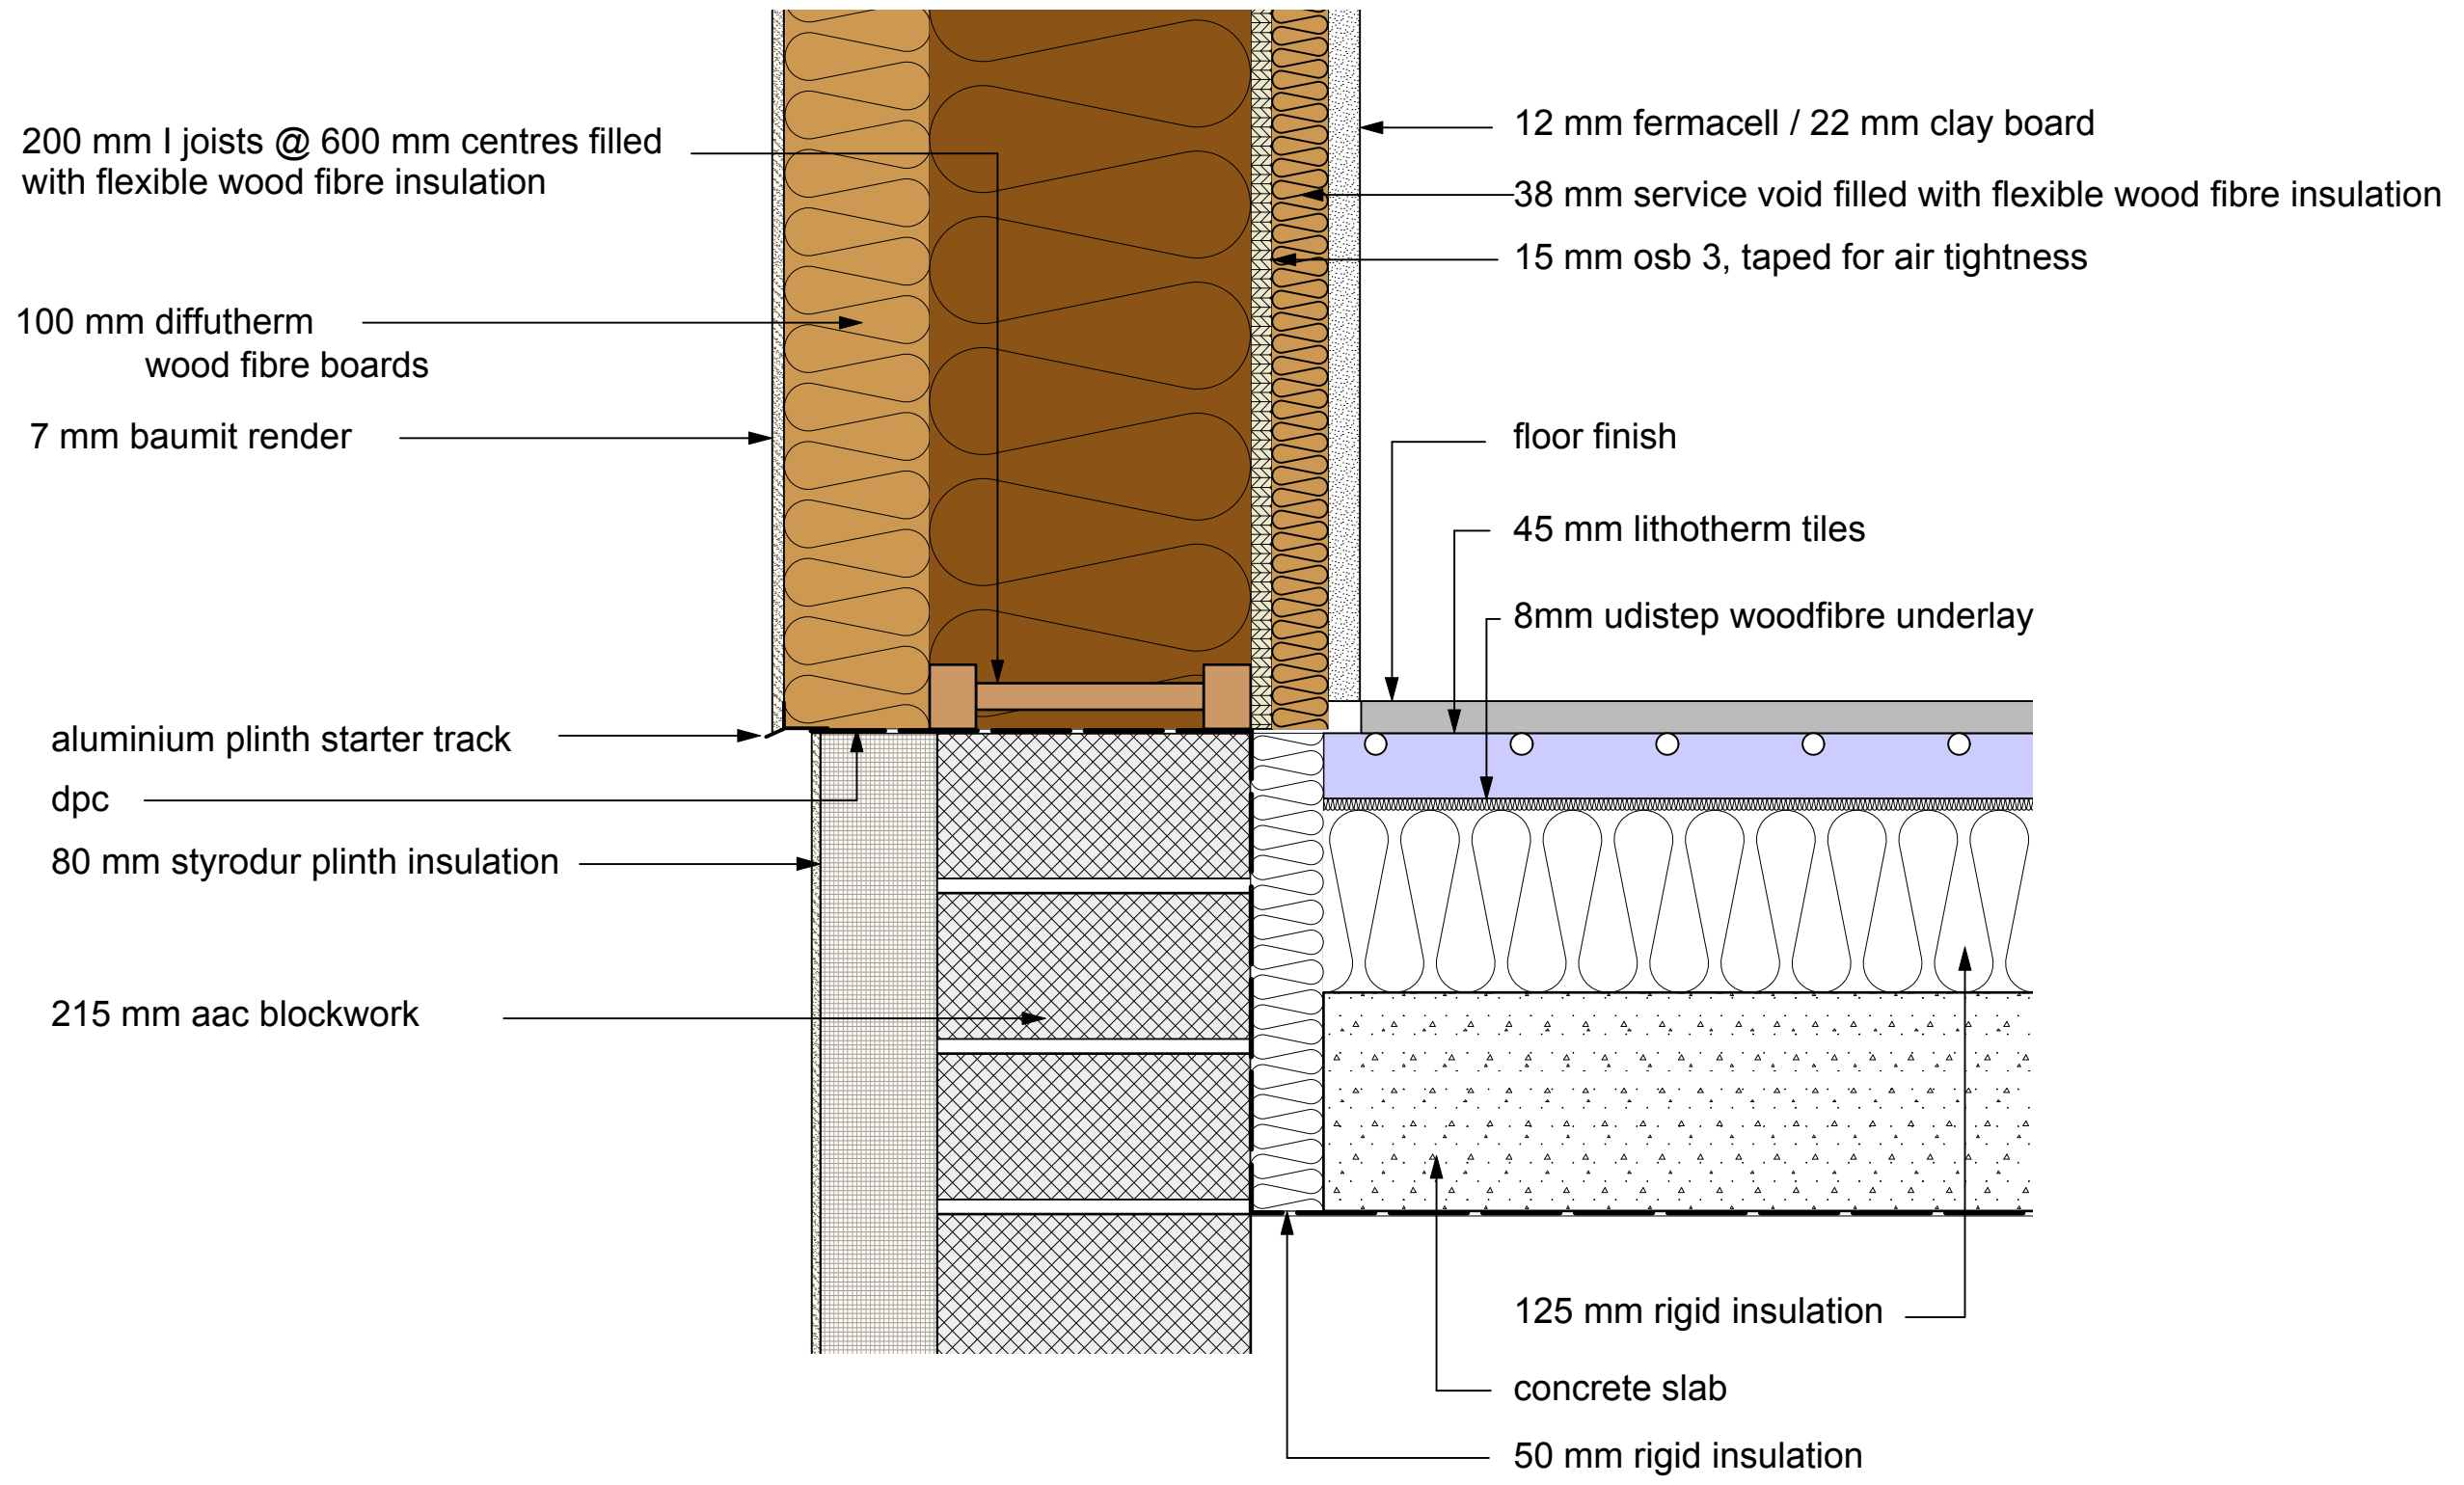 200 mm I joists @ 600 mm centres filled
with flexible wood fibre insulation
100 mm diffutherm
wood fibre boards
7 mm baumit render
aluminium plinth starter track
dpc
80 mm styrodur plinth insulation
215 mm aac blockwork
12 mm fermacell / 22 mm clay board
38 mm service void filled with flexible wood fibre insulation
15 mm osb 3, taped for air tightness
floor finish
45 mm lithotherm tiles
8mm udistep woodfibre underlay
125 mm rigid insulation
concrete slab
50 mm rigid insulation